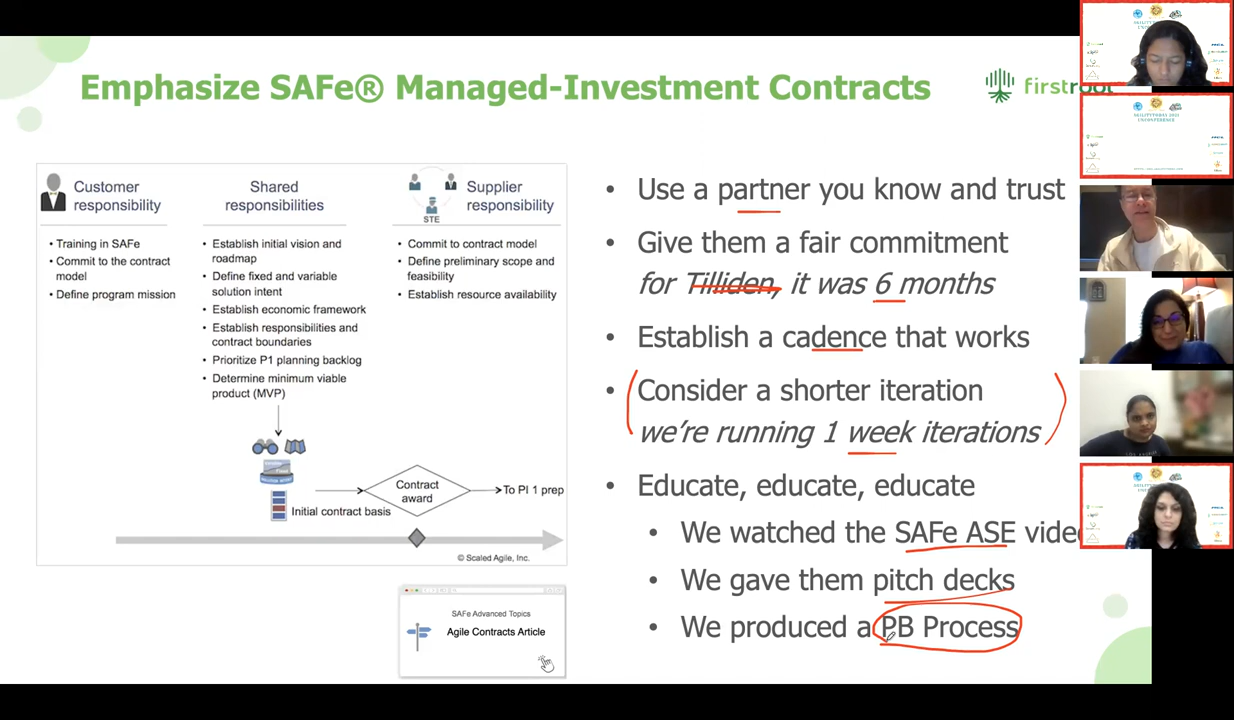 Emphasize SAFe® Managed-Investment Contracts
firstroot
Customer
responsibility
Training in SAFe
Commit to the contract
model
Define program mission
Shared
responsibilities
Establish initial vision and
roadmap
Define fixed and variable
solution intent
Establish economic framework
Establish responsibilities and
contract boundaries
Prioritize P1 planning backlog
Determine minimum viable
product (MVP)
Initial contract basis
STE
Supplier
responsibility
Commit to contract model
Define preliminary scope and
feasibility
Establish resource availability
Contract
award
To PI 1 prep
© Scaled Agile, Inc.
SAFe Advanced Topics
Agile Contracts Article
Use a partner you know and trust
Give them a fair commitment
for Tilliden, it was 6 months
Establish a cadence that works
Consider a shorter iteration
we're running 1 week iterations
Educate, educate, educate
We watched the SAFe ASE vide
We gave them pitch decks
We produced a PB Process